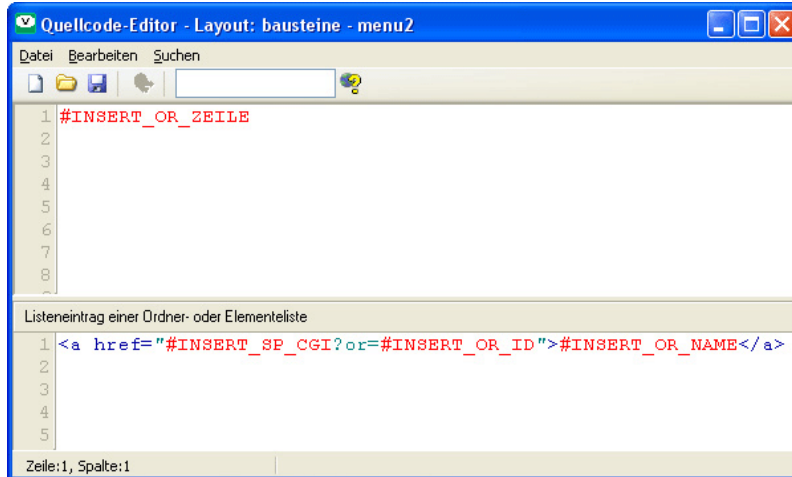 Quellcode-Editor - Layout: bausteine - menu2
Datei Bearbeiten Suchen
1 #INSERT_OR_ZEILE
2
3
4
5
6
7
8
Listeneintrag einer Ordner- oder Elementeliste
1 <a href="#INSERT_SP_CGI?or=#INSERT_OR_ID">#INSERT_OR_NAME</a>
2
3
4
5
Zeile:1, Spalte:1